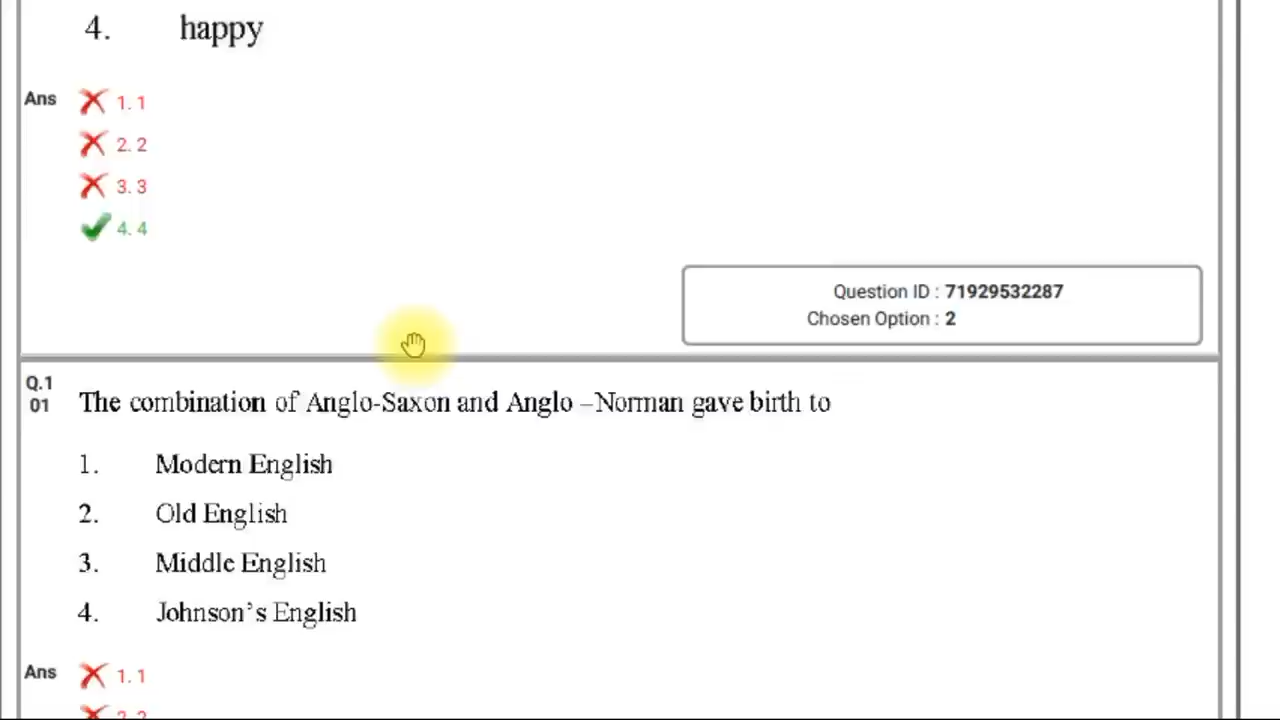 4. happy
Ans 1. 1
2. 2
3. 3
4. 4
Question ID : 71929532287
Chosen Option : 2
Q.1
01 The combination of Anglo-Saxon and Anglo –Norman gave birth to
1. Modern English
2. Old English
3. Middle English
4. Johnson’s English
Ans 1. 1
2. 2